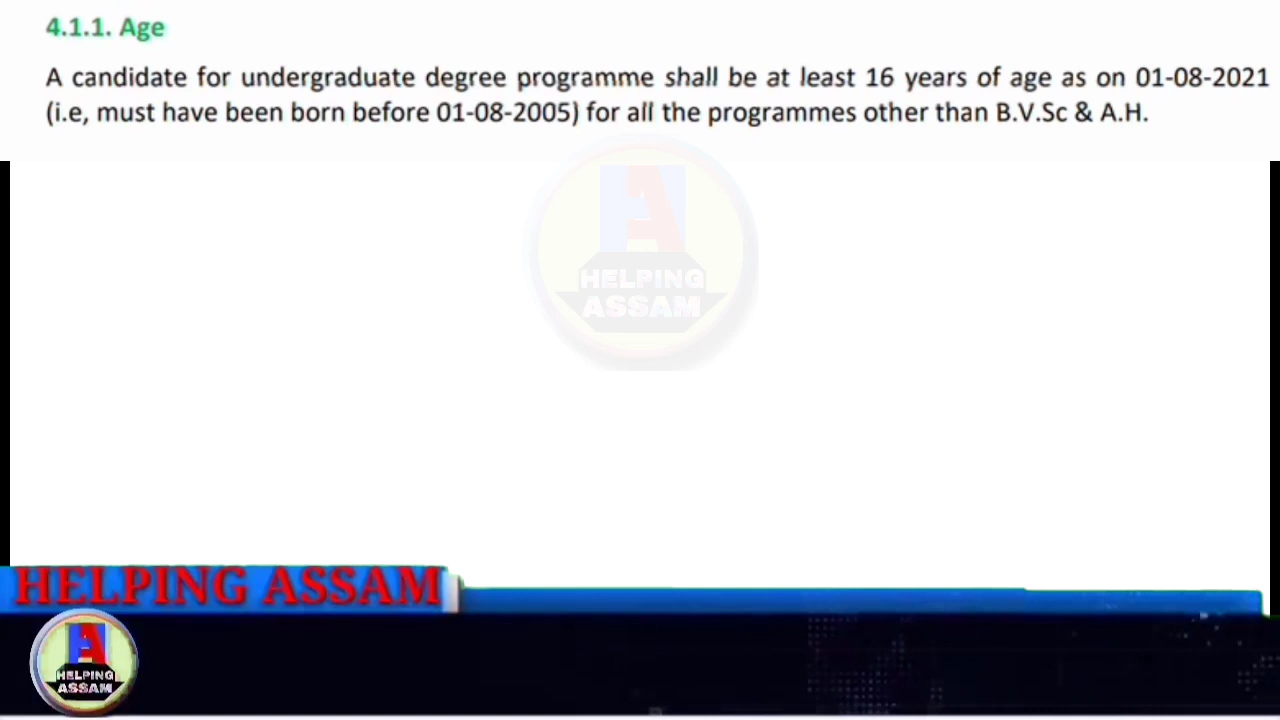 4.1.1. Age
A candidate for undergraduate degree programme shall be at least 16 years of age as on 01-08-2021
(i.e, must have been born before 01-08-2005) for all the programmes other than B.V.Sc & A.H.
A
HELPING
ASSAM
HELPING ASSAM
A
HELPING
ASSAM